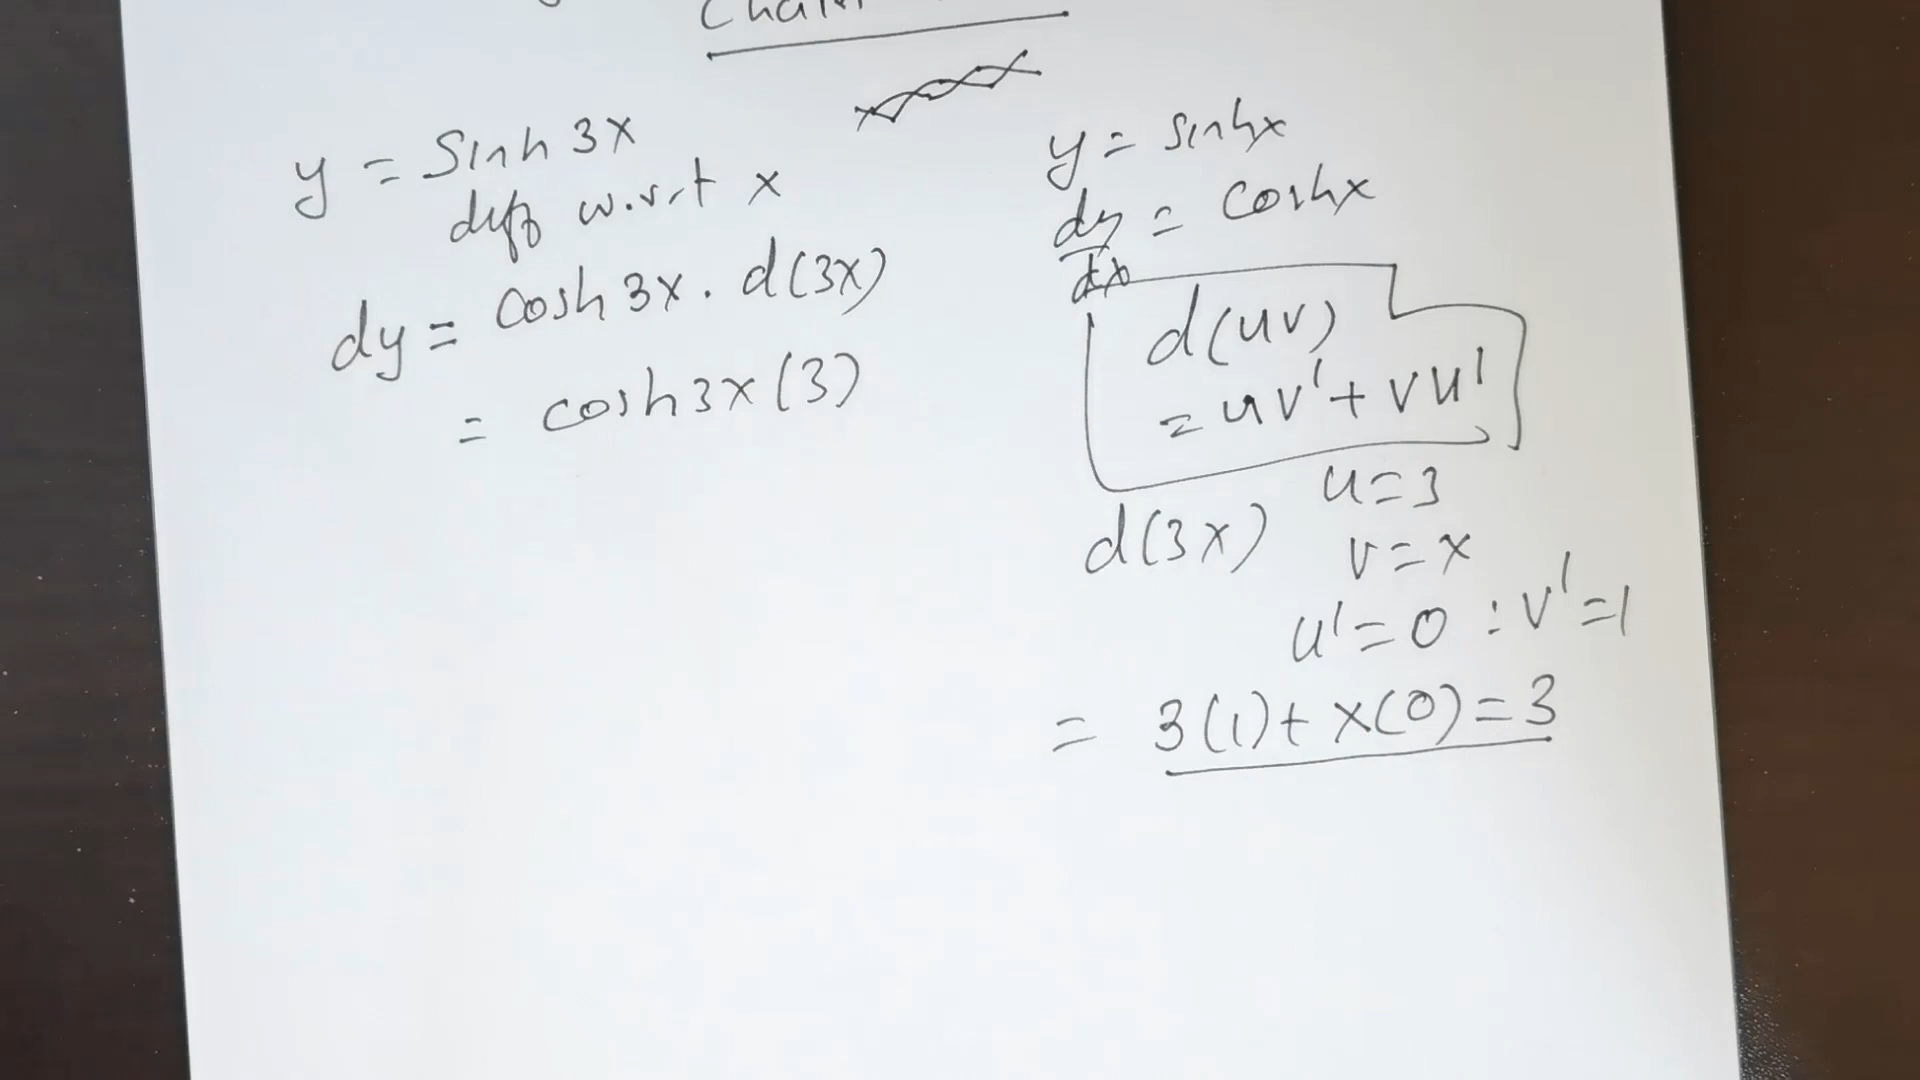 Chain
y = Sinh 3x
diff w.r.t x
dy = cosh 3x . d(3x)
= cosh 3x (3)
y = sinhx
dy/dx = coshx
d(uv)
= uv' + vu'
d(3x) u = 3
v = x
u' = 0 : v' = 1
= 3(1) + x(0) = 3